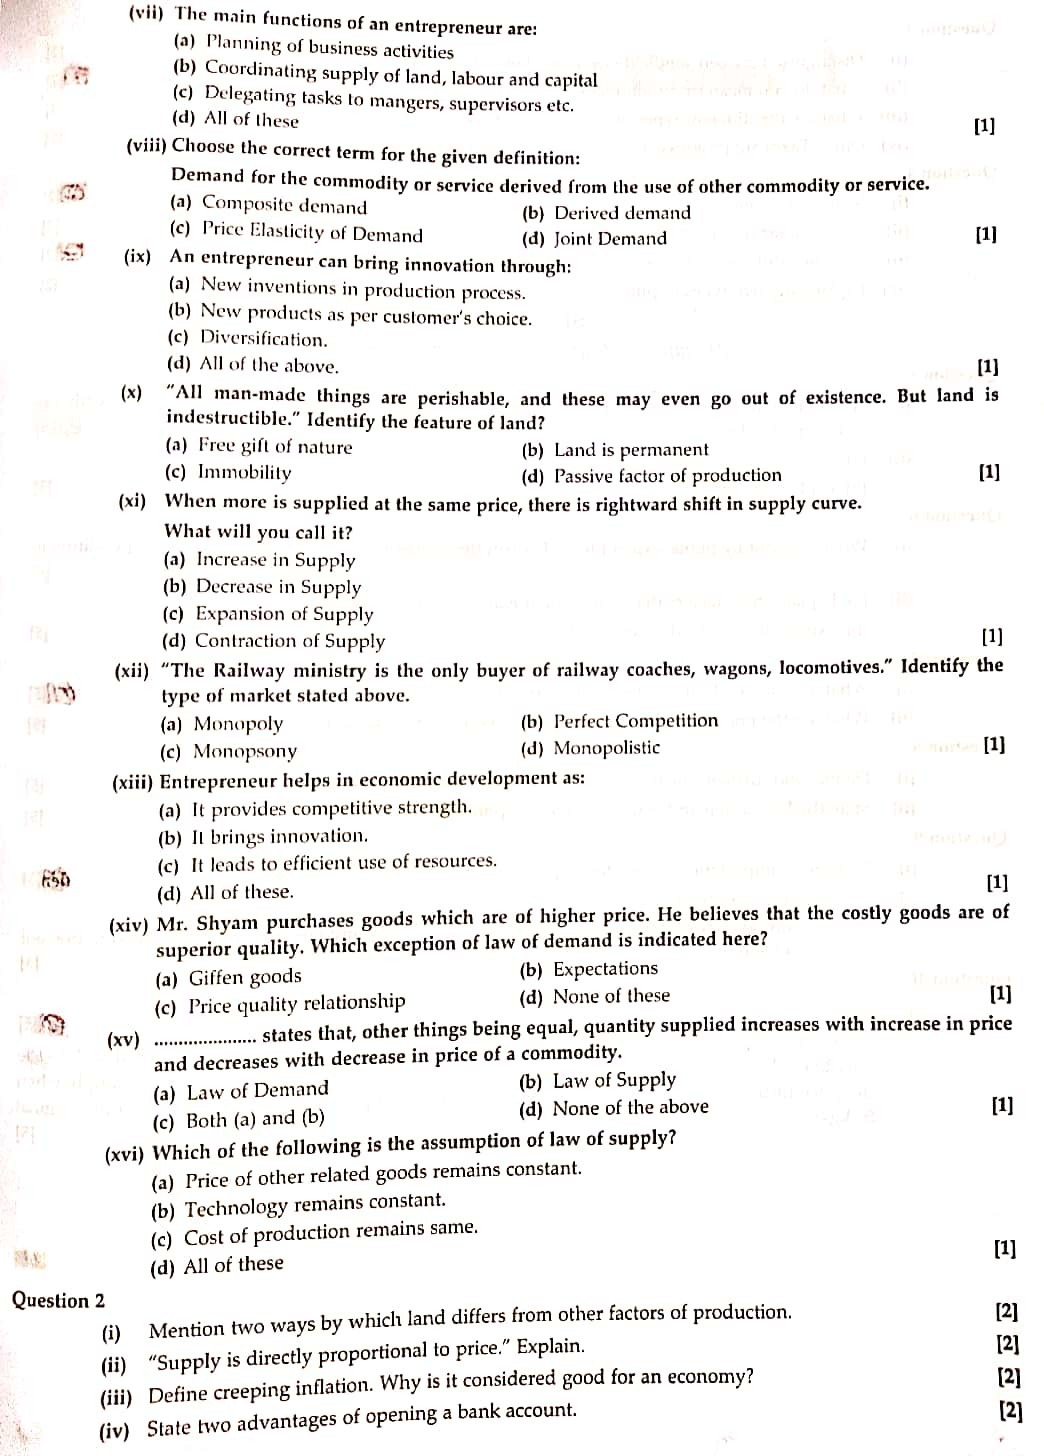 (vii) The main functions of an entrepreneur are:
(a) Planning of business activities
(b) Coordinating supply of land, labour and capital
(c) Delegating tasks to mangers, supervisors etc.
(d) All of these [1]
(viii) Choose the correct term for the given definition:
Demand for the commodity or service derived from the use of other commodity or service.
(a) Composite demand (b) Derived demand
(c) Price Elasticity of Demand (d) Joint Demand [1]
(ix) An entrepreneur can bring innovation through:
(a) New inventions in production process.
(b) New products as per customer's choice.
(c) Diversification.
(d) All of the above. [1]
(x) "All man-made things are perishable, and these may even go out of existence. But land is
indestructible." Identify the feature of land?
(a) Free gift of nature (b) Land is permanent
(c) Immobility (d) Passive factor of production [1]
(xi) When more is supplied at the same price, there is rightward shift in supply curve.
What will you call it?
(a) Increase in Supply
(b) Decrease in Supply
(c) Expansion of Supply
(d) Contraction of Supply [1]
(xii) "The Railway ministry is the only buyer of railway coaches, wagons, locomotives." Identify the
type of market stated above.
(a) Monopoly (b) Perfect Competition
(c) Monopsony (d) Monopolistic [1]
(xiii) Entrepreneur helps in economic development as:
(a) It provides competitive strength.
(b) It brings innovation.
(c) It leads to efficient use of resources.
(d) All of these. [1]
(xiv) Mr. Shyam purchases goods which are of higher price. He believes that the costly goods are of
superior quality. Which exception of law of demand is indicated here?
(a) Giffen goods (b) Expectations
(c) Price quality relationship (d) None of these [1]
(xv) ..................... states that, other things being equal, quantity supplied increases with increase in price
and decreases with decrease in price of a commodity.
(a) Law of Demand (b) Law of Supply
(c) Both (a) and (b) (d) None of the above [1]
(xvi) Which of the following is the assumption of law of supply?
(a) Price of other related goods remains constant.
(b) Technology remains constant.
(c) Cost of production remains same.
(d) All of these [1]
Question 2
(i) Mention two ways by which land differs from other factors of production. [2]
(ii) "Supply is directly proportional to price." Explain. [2]
(iii) Define creeping inflation. Why is it considered good for an economy? [2]
(iv) State two advantages of opening a bank account. [2]